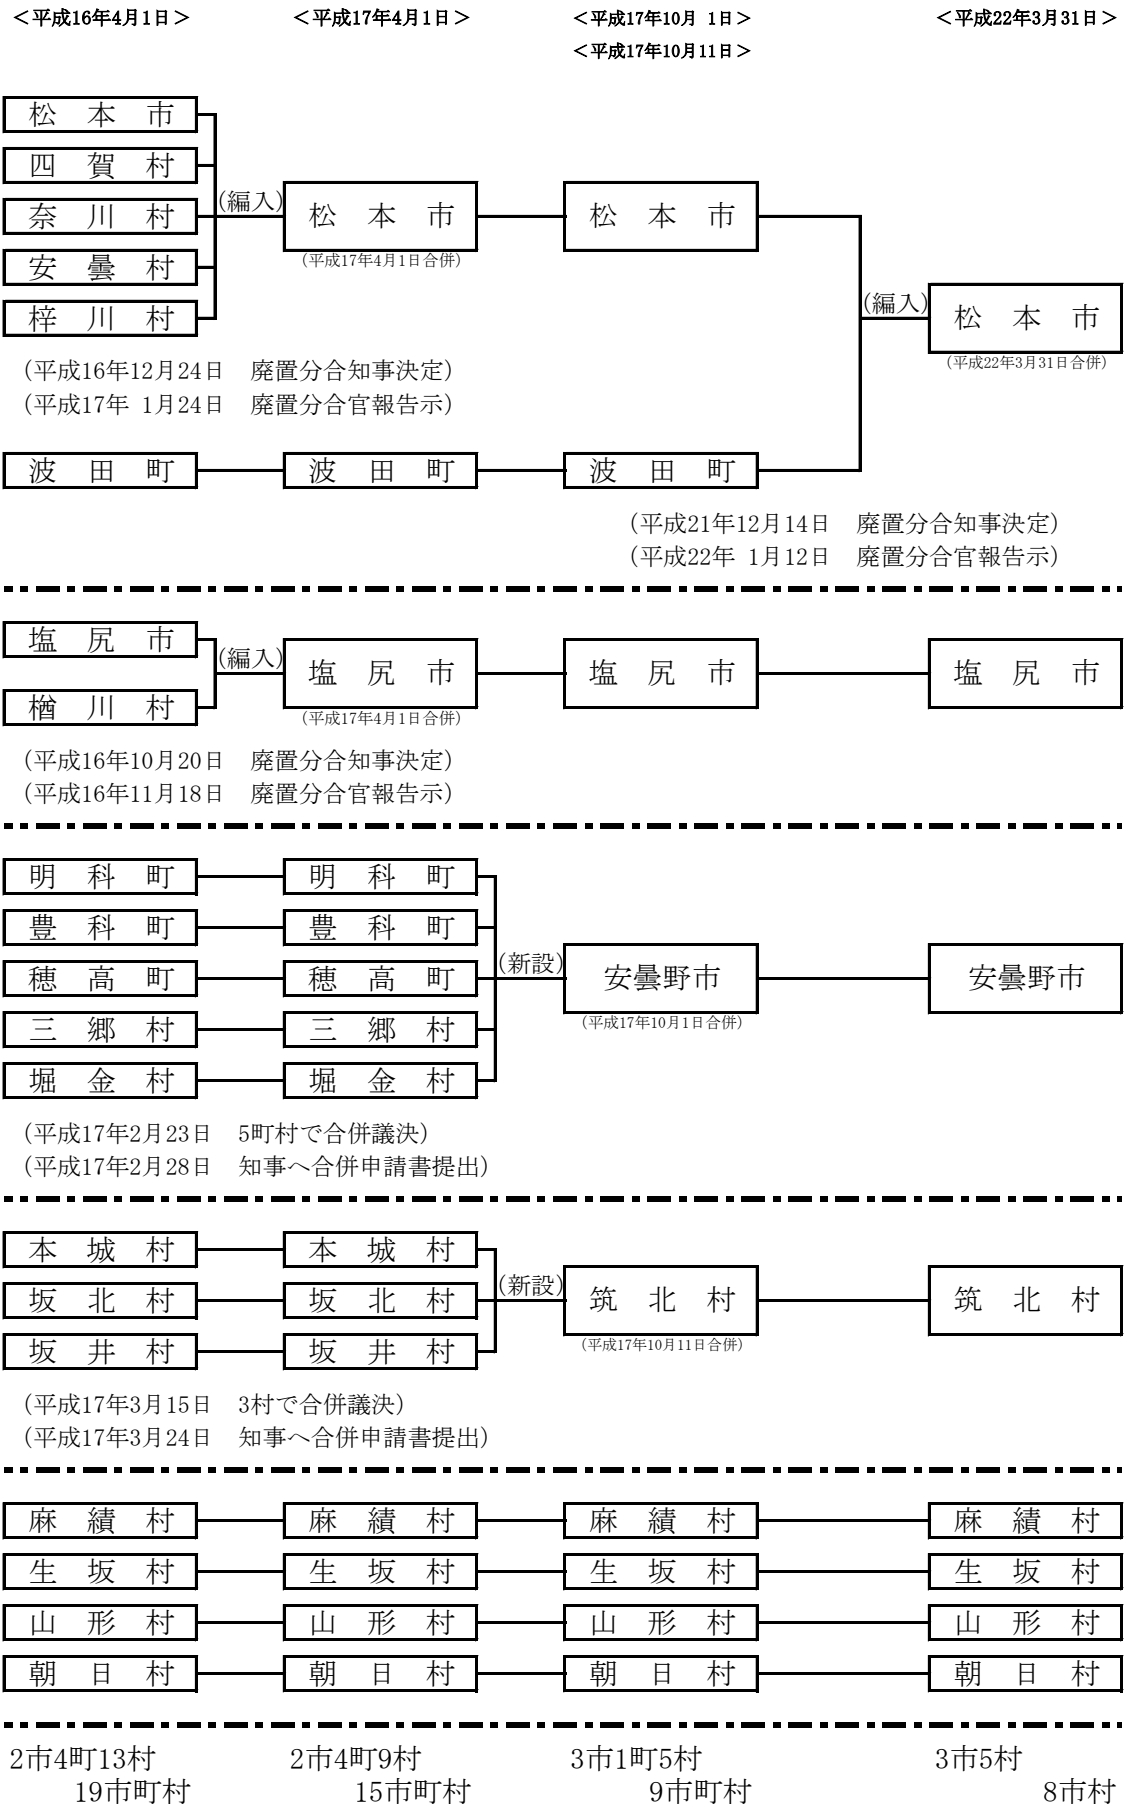 ＜平成16年4月1日＞
＜平成17年4月1日＞
＜平成17年10月 1日＞
＜平成17年10月11日＞
＜平成22年3月31日＞
松 本 市
四 賀 村
奈 川 村
安 曇 村
梓 川 村
(編入)
松 本 市
(平成17年4月1日合併)
松 本 市
(編入)
松 本 市
(平成22年3月31日合併)
(平成16年12月24日　廃置分合知事決定)
(平成17年 1月24日　廃置分合官報告示)
波 田 町
波 田 町
波 田 町
(平成21年12月14日　廃置分合知事決定)
(平成22年 1月12日　廃置分合官報告示)
塩 尻 市
楢 川 村
(編入)
塩 尻 市
(平成17年4月1日合併)
塩 尻 市
塩 尻 市
(平成16年10月20日　廃置分合知事決定)
(平成16年11月18日　廃置分合官報告示)
明 科 町
明 科 町
豊 科 町
豊 科 町
穂 高 町
穂 高 町
三 郷 村
三 郷 村
堀 金 村
堀 金 村
(新設)
安曇野市
(平成17年10月1日合併)
安曇野市
(平成17年2月23日　5町村で合併議決)
(平成17年2月28日　知事へ合併申請書提出)
本 城 村
本 城 村
坂 北 村
坂 北 村
坂 井 村
坂 井 村
(新設)
筑 北 村
(平成17年10月11日合併)
筑 北 村
(平成17年3月15日　3村で合併議決)
(平成17年3月24日　知事へ合併申請書提出)
麻 績 村
麻 績 村
麻 績 村
麻 績 村
生 坂 村
生 坂 村
生 坂 村
生 坂 村
山 形 村
山 形 村
山 形 村
山 形 村
朝 日 村
朝 日 村
朝 日 村
朝 日 村
2市4町13村
19市町村
2市4町9村
15市町村
3市1町5村
9市町村
3市5村
8市村